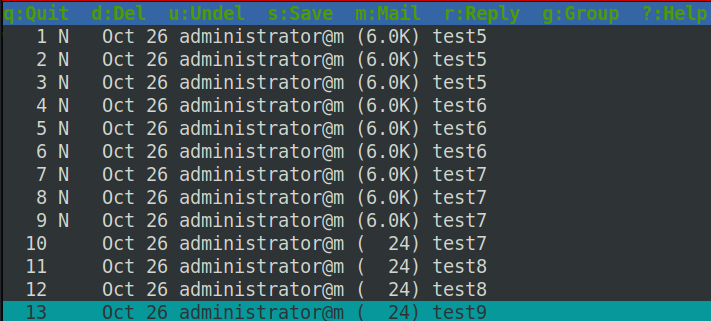 q:Quit  d:Del  u:Undel  s:Save  m:Mail  r:Reply  g:Group  ?:Help
1 N   Oct 26 administrator@m (6.0K) test5
2 N   Oct 26 administrator@m (6.0K) test5
3 N   Oct 26 administrator@m (6.0K) test5
4 N   Oct 26 administrator@m (6.0K) test6
5 N   Oct 26 administrator@m (6.0K) test6
6 N   Oct 26 administrator@m (6.0K) test6
7 N   Oct 26 administrator@m (6.0K) test7
8 N   Oct 26 administrator@m (6.0K) test7
9 N   Oct 26 administrator@m (6.0K) test7
10     Oct 26 administrator@m (  24) test7
11     Oct 26 administrator@m (  24) test8
12     Oct 26 administrator@m (  24) test8
13     Oct 26 administrator@m (  24) test9